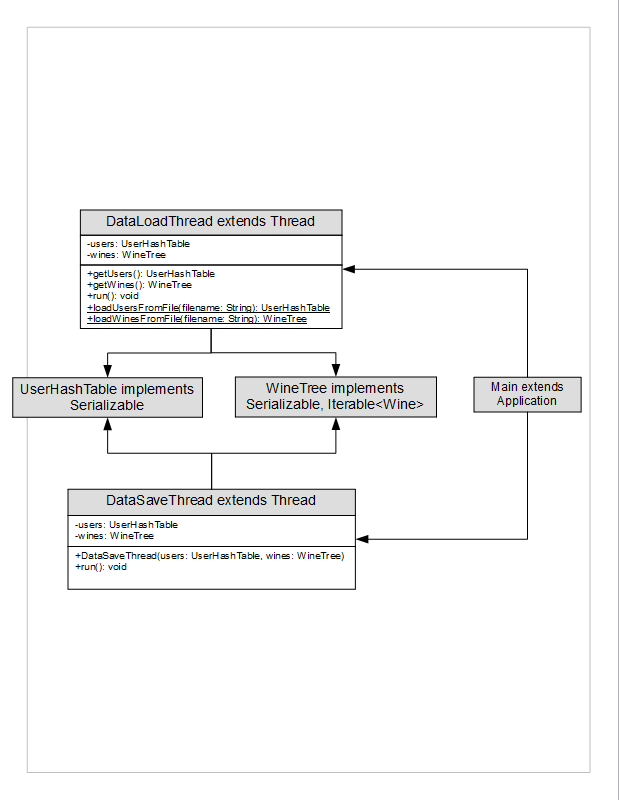 DataLoadThread extends Thread
-users: UserHashTable
-wines: WineTree
+getUsers(): UserHashTable
+getWines(): WineTree
+run(): void
+loadUsersFromFile(filename: String): UserHashTable
+loadWinesFromFile(filename: String): WineTree
UserHashTable implements
Serializable
WineTree implements
Serializable, Iterable<Wine>
Main extends
Application
DataSaveThread extends Thread
-users: UserHashTable
-wines: WineTree
+DataSaveThread(users: UserHashTable, wines: WineTree)
+run(): void